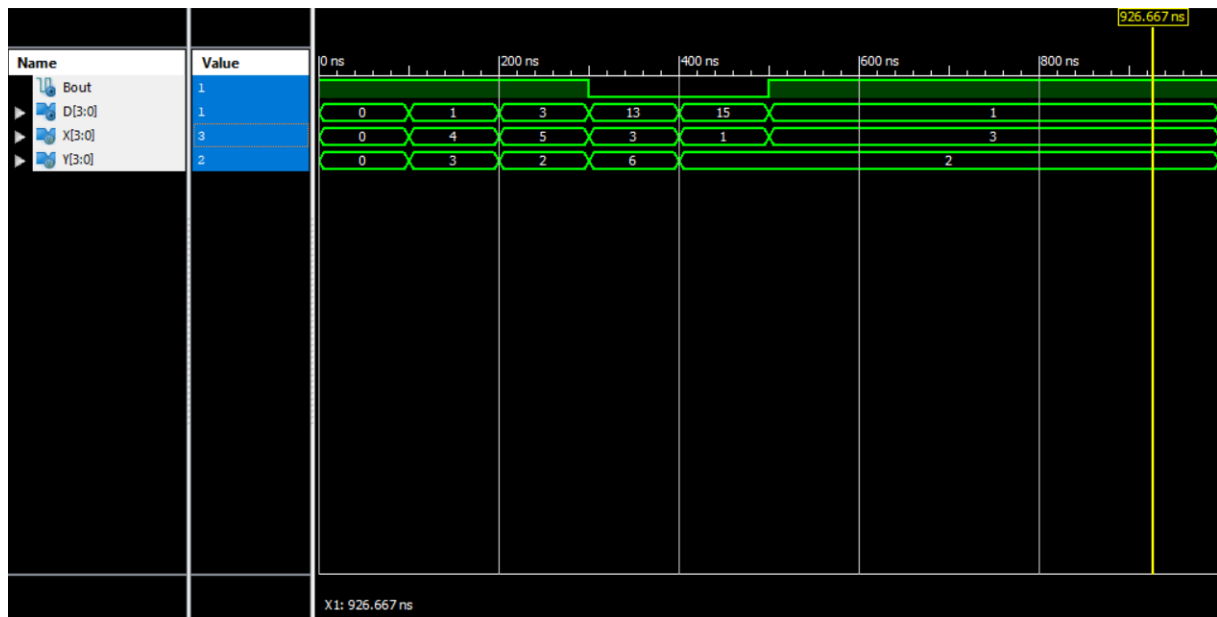 926.667 ns
Name Value 0 ns 200 ns 400 ns 600 ns 800 ns
Bout 1
D[3:0] 1 0 1 3 13 15 1
X[3:0] 3 0 4 5 3 1 3
Y[3:0] 2 0 3 2 6 2
X1: 926.667 ns